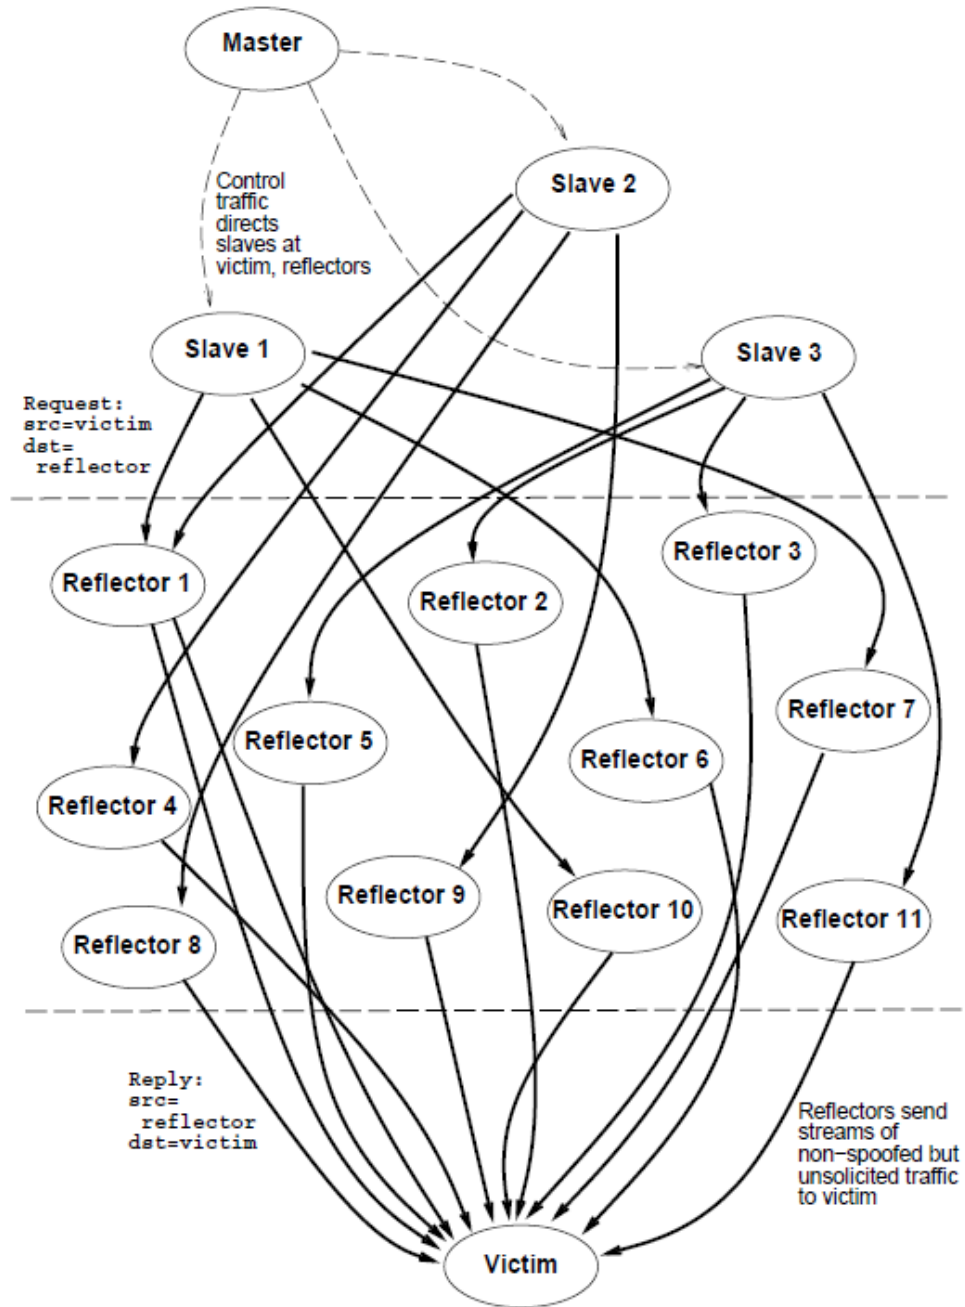 Master
Slave 2
Control
traffic
directs
slaves at
victim, reflectors
Slave 1
Slave 3
Request:
src=victim
dst=
reflector
Reflector 1
Reflector 2
Reflector 3
Reflector 4
Reflector 5
Reflector 6
Reflector 7
Reflector 8
Reflector 9
Reflector 10
Reflector 11
Reply:
src=
reflector
dst=victim
Reflectors send
streams of
non−spoofed but
unsolicited traffic
to victim
Victim